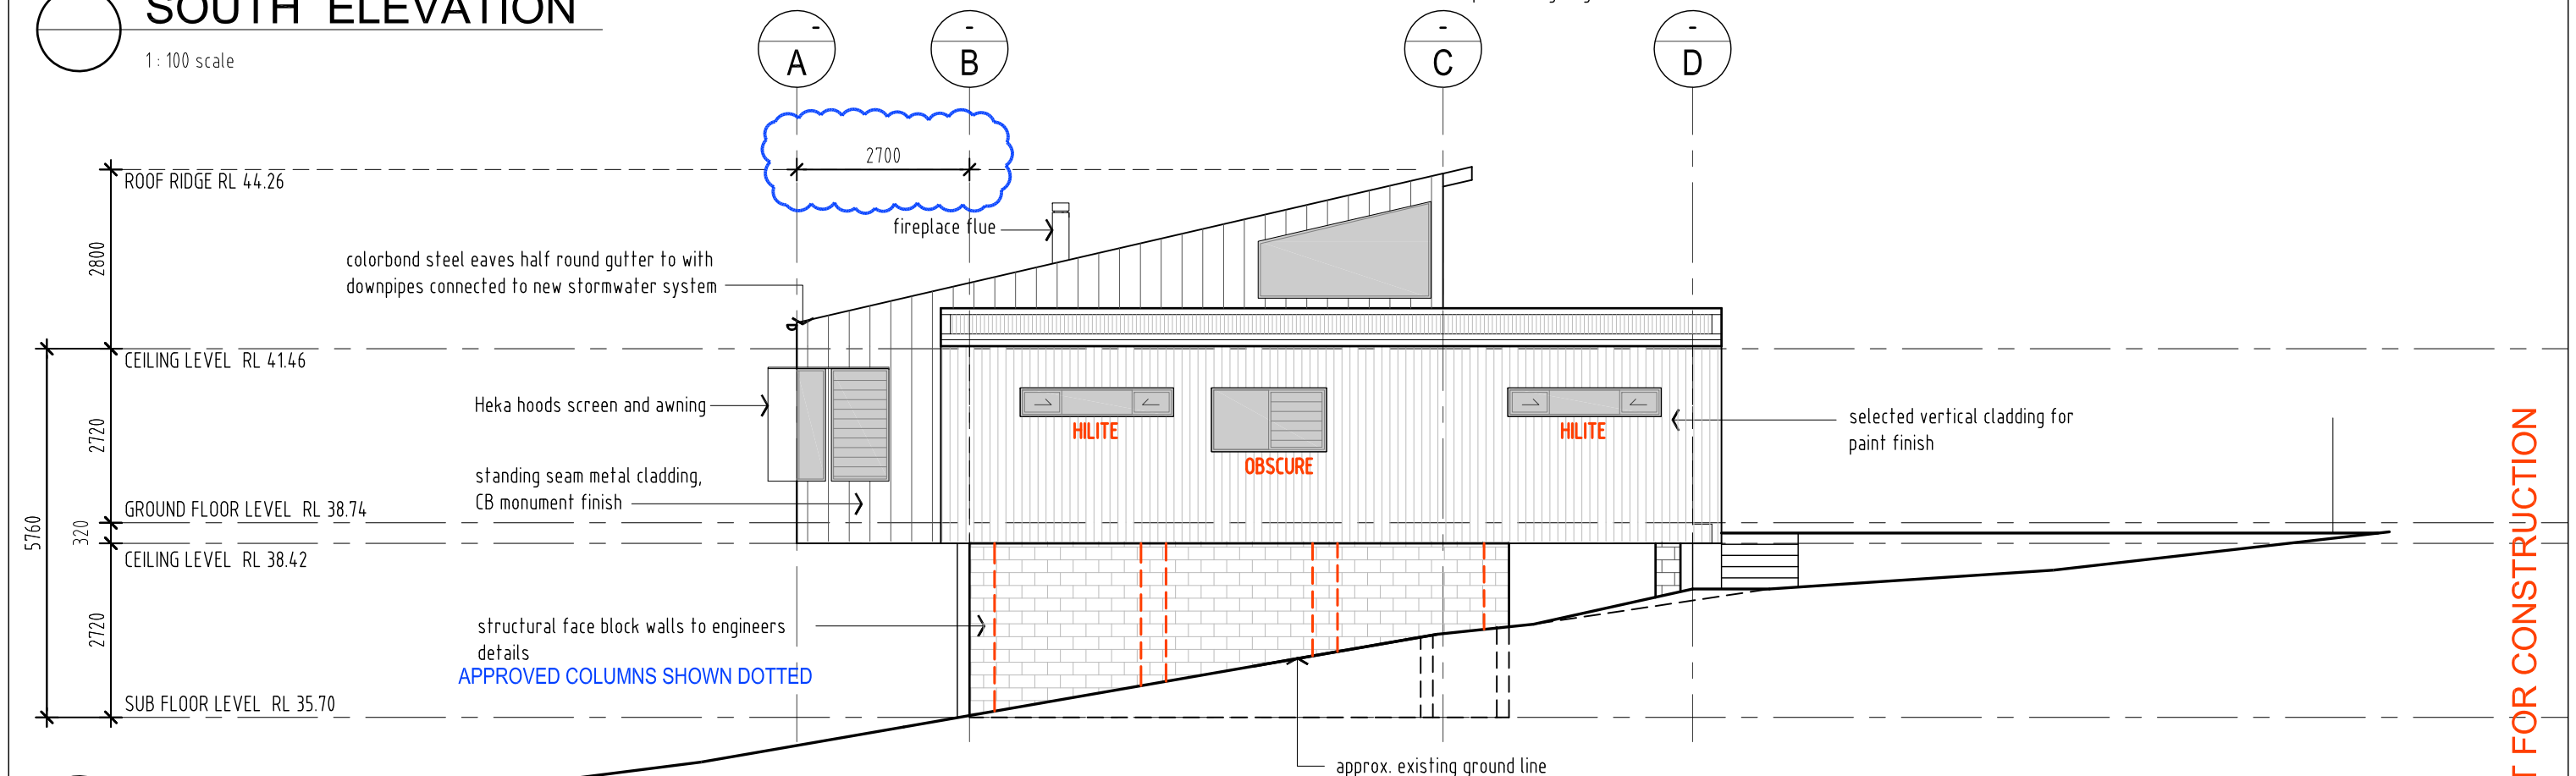 SOUTH ELEVATION
1 : 100 scale
-
A
-
B
-
C
-
D
2700
ROOF RIDGE RL 44.26
fireplace flue
2800
colorbond steel eaves half round gutter to with
downpipes connected to new stormwater system
CEILING LEVEL RL 41.46
Heka hoods screen and awning
HILITE
OBSCURE
HILITE
selected vertical cladding for
paint finish
2720
standing seam metal cladding,
CB monument finish
GROUND FLOOR LEVEL RL 38.74
5760
320
CEILING LEVEL RL 38.42
2720
structural face block walls to engineers
details
APPROVED COLUMNS SHOWN DOTTED
SUB FLOOR LEVEL RL 35.70
approx. existing ground line
FOR CONSTRUCTION